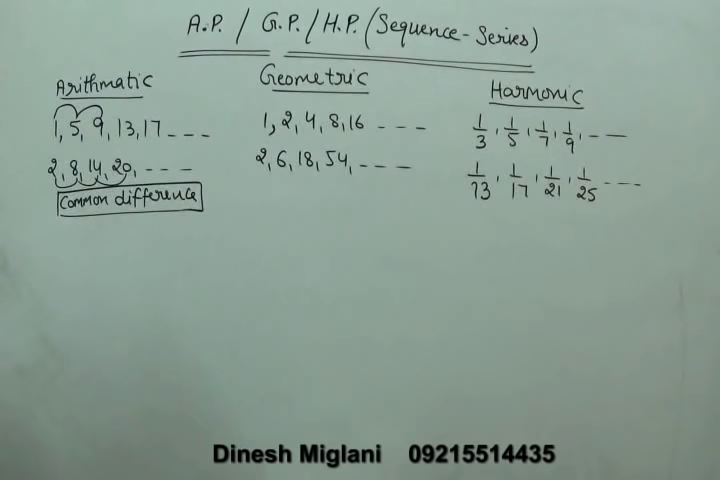 A.P. / G.P. / H.P. (Sequence-Series)
Arithmatic
1, 5, 9, 13, 17 ----
2, 8, 14, 20, ----
Common difference
Geometric
1, 2, 4, 8, 16 ----
2, 6, 18, 54, ----
Harmonic
1/3, 1/5, 1/7, 1/9, ----
1/13, 1/17, 1/21, 1/25 ----
Dinesh Miglani 09215514435